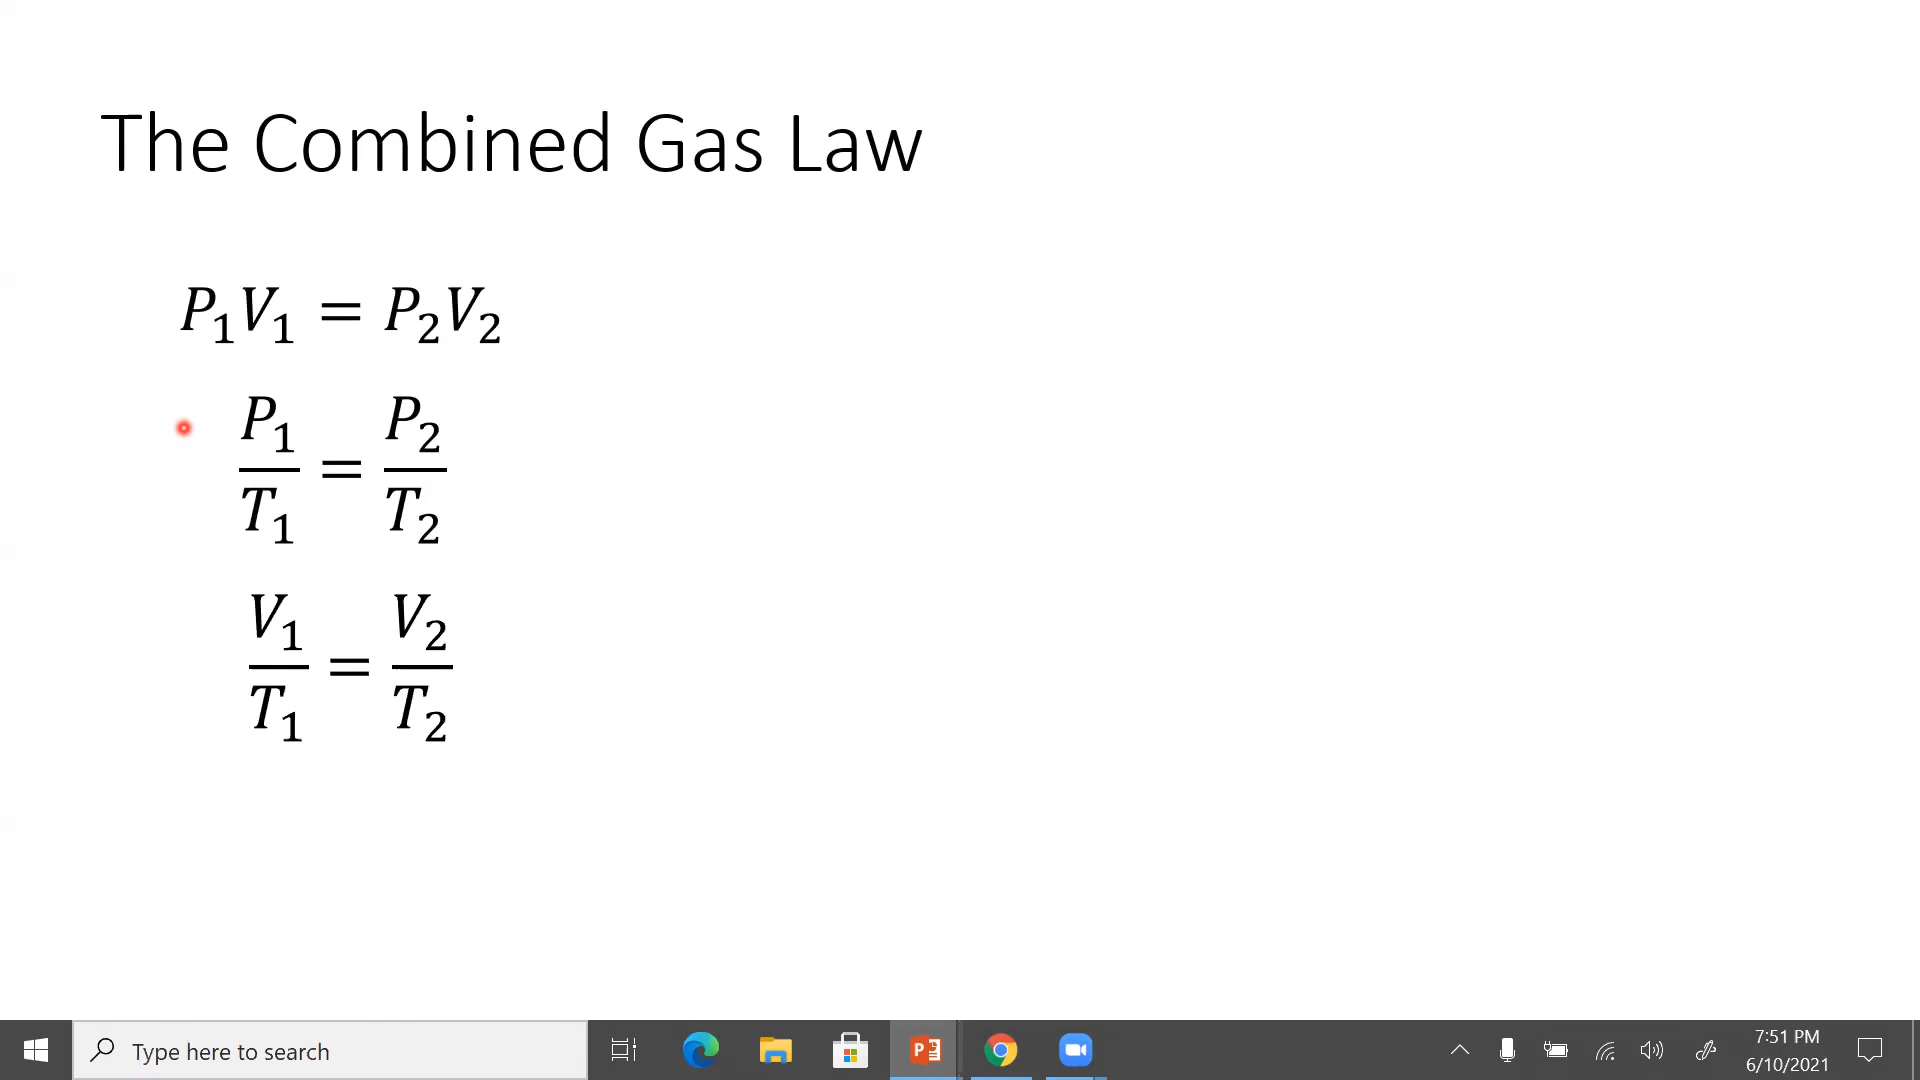 The Combined Gas Law
P₁V₁ = P₂V₂
P₁/T₁ = P₂/T₂
V₁/T₁ = V₂/T₂
Type here to search
7:51 PM
6/10/2021